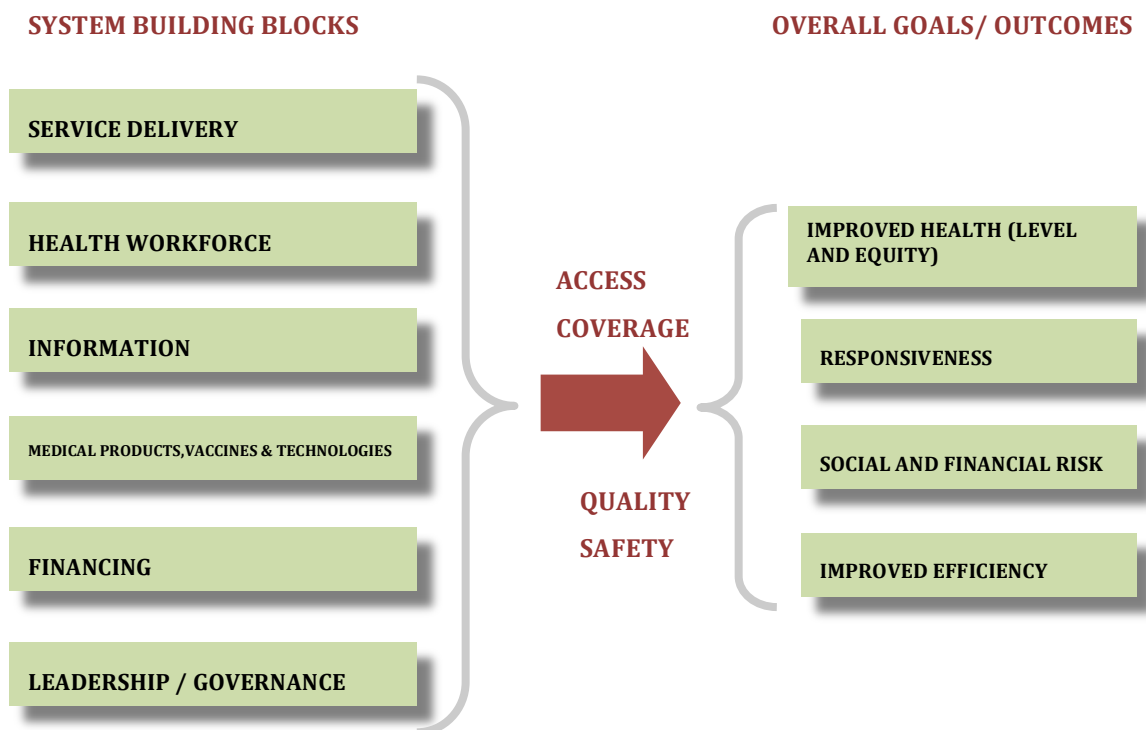 SYSTEM BUILDING BLOCKS
OVERALL GOALS/ OUTCOMES
SERVICE DELIVERY
HEALTH WORKFORCE
INFORMATION
MEDICAL PRODUCTS,VACCINES & TECHNOLOGIES
FINANCING
LEADERSHIP / GOVERNANCE
ACCESS
COVERAGE
QUALITY
SAFETY
IMPROVED HEALTH (LEVEL
AND EQUITY)
RESPONSIVENESS
SOCIAL AND FINANCIAL RISK
IMPROVED EFFICIENCY